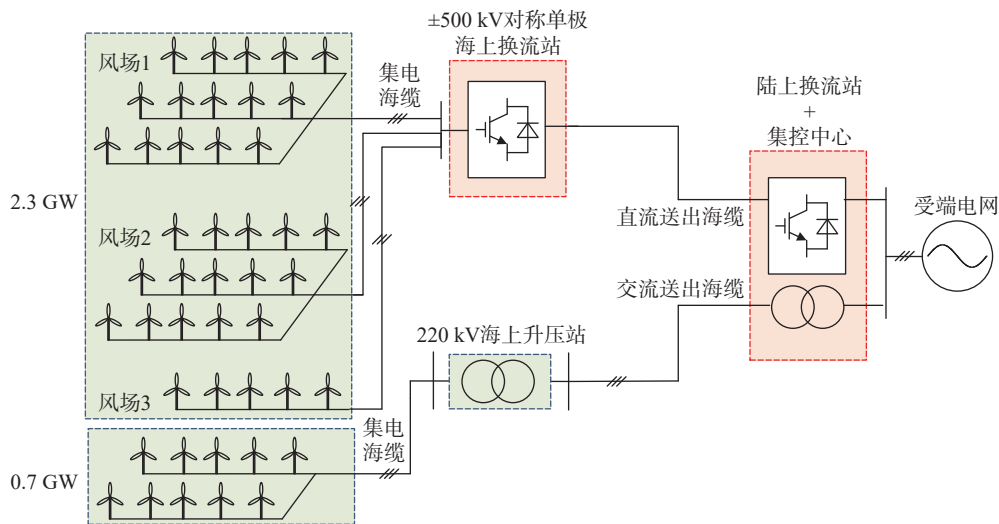 ±500 kV对称单极
海上换流站
风场1
集电
海缆
陆上换流站
+
集控中心
2.3 GW
风场2
直流送出海缆
受端电网
交流送出海缆
220 kV海上升压站
风场3
集电
海缆
0.7 GW